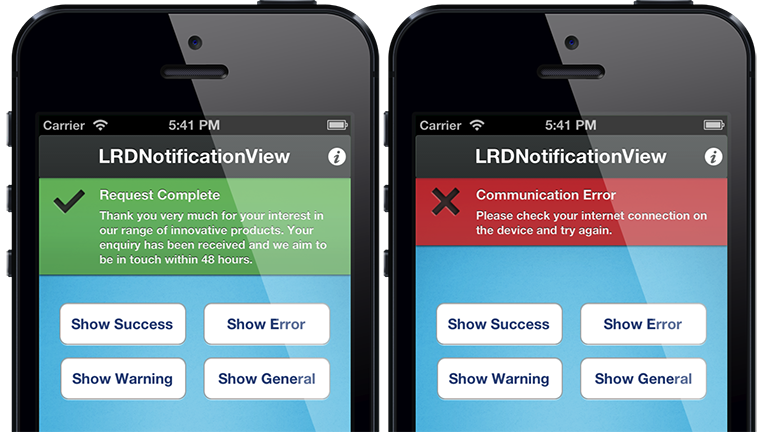 Carrier 5:41 PM
LRDNotificationView
Request Complete
Thank you very much for your interest in
our range of innovative products. Your
enquiry has been received and we aim to
be in touch within 48 hours.
Show Success Show Error
Show Warning Show General
Carrier 5:41 PM
LRDNotificationView
Communication Error
Please check your internet connection on
the device and try again.
Show Success Show Error
Show Warning Show General